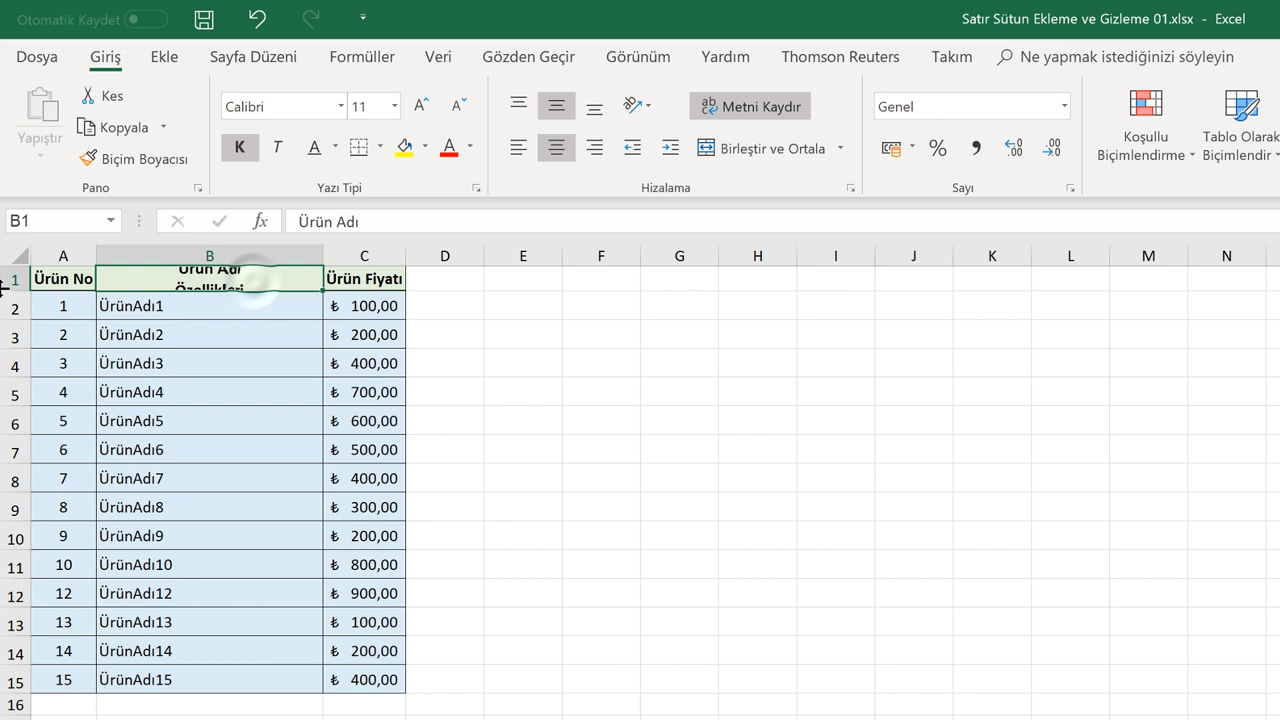 Otomatik Kaydet
Satır Sütun Ekleme ve Gizleme 01.xlsx - Excel
Dosya Giriş Ekle Sayfa Düzeni Formüller Veri Gözden Geçir Görünüm Yardım Thomson Reuters Takım Ne yapmak istediğinizi söyleyin
Yapıştır
Kes
Kopyala
Biçim Boyacısı
Pano
Calibri 11
K T A A
Yazı Tipi
ab Metni Kaydır
Birleştir ve Ortala
Hizalama
Genel
% 
Sayı
Koşullu
Biçimlendirme
Tablo Olarak
Biçimlendir
B1 fx Ürün Adı
A B C D E F G H I J K L M N
1 Ürün No Ürün Adı Özellikleri Ürün Fiyatı
2 1 ÜrünAdı1 ₺ 100,00
3 2 ÜrünAdı2 ₺ 200,00
4 3 ÜrünAdı3 ₺ 400,00
5 4 ÜrünAdı4 ₺ 700,00
6 5 ÜrünAdı5 ₺ 600,00
7 6 ÜrünAdı6 ₺ 500,00
8 7 ÜrünAdı7 ₺ 400,00
9 8 ÜrünAdı8 ₺ 300,00
10 9 ÜrünAdı9 ₺ 200,00
11 10 ÜrünAdı10 ₺ 800,00
12 12 ÜrünAdı12 ₺ 900,00
13 13 ÜrünAdı13 ₺ 100,00
14 14 ÜrünAdı14 ₺ 200,00
15 15 ÜrünAdı15 ₺ 400,00
16